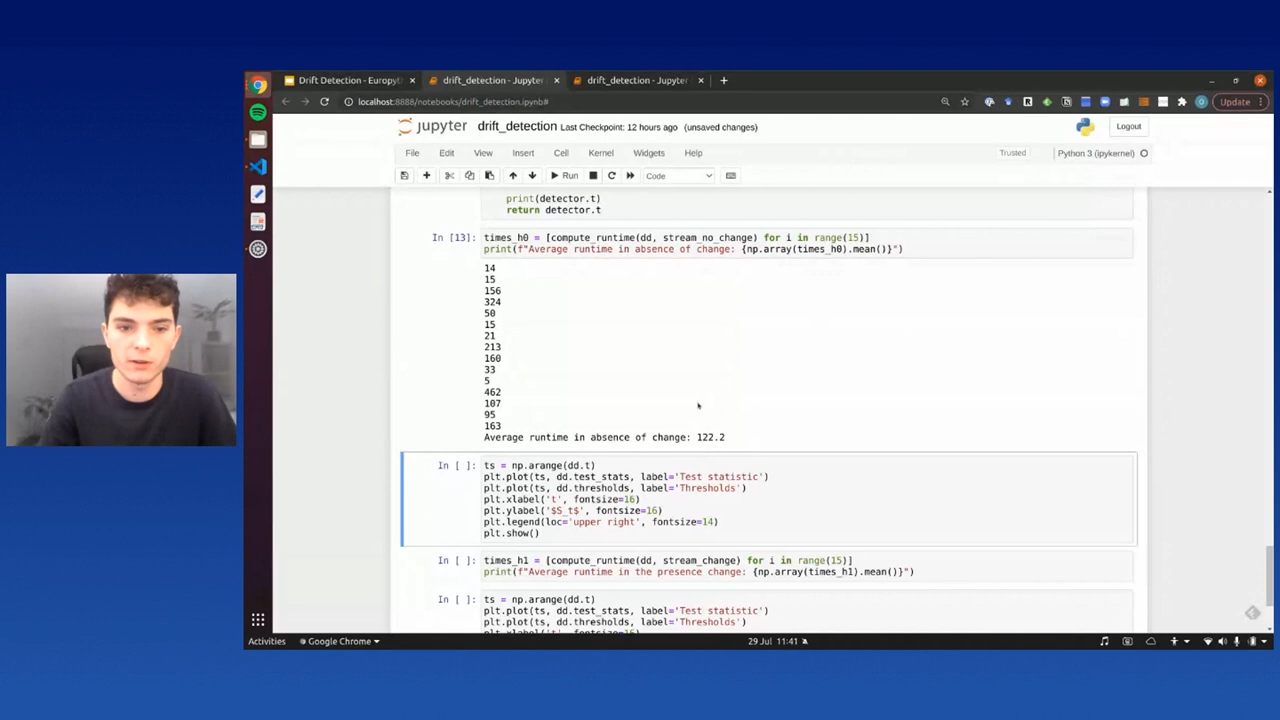 Drift Detection - Europyth
drift_detection - Jupyter
drift_detection - Jupyter
localhost:8888/notebooks/drift_detection.ipynb#
Update
jupyter drift_detection Last Checkpoint: 12 hours ago (unsaved changes)
Logout
File Edit View Insert Cell Kernel Widgets Help
Trusted
Python 3 (ipykernel)
Run
Code
print(detector.t)
return detector.t
In [13]: times_h0 = [compute_runtime(dd, stream_no_change) for i in range(15)]
print(f"Average runtime in absence of change: {np.array(times_h0).mean()}")
14
15
156
324
50
15
21
213
160
33
5
462
107
95
163
Average runtime in absence of change: 122.2
In [ ]: ts = np.arange(dd.t)
plt.plot(ts, dd.test_stats, label='Test statistic')
plt.plot(ts, dd.thresholds, label='Thresholds')
plt.xlabel('t', fontsize=16)
plt.ylabel('$S_t$', fontsize=16)
plt.legend(loc='upper right', fontsize=14)
plt.show()
In [ ]: times_h1 = [compute_runtime(dd, stream_change) for i in range(15)]
print(f"Average runtime in the presence change: {np.array(times_h1).mean()}")
In [ ]: ts = np.arange(dd.t)
plt.plot(ts, dd.test_stats, label='Test statistic')
plt.plot(ts, dd.thresholds, label='Thresholds')
plt.xlabel('t', fontsize=16)
Activities
Google Chrome
29 Jul 11:41